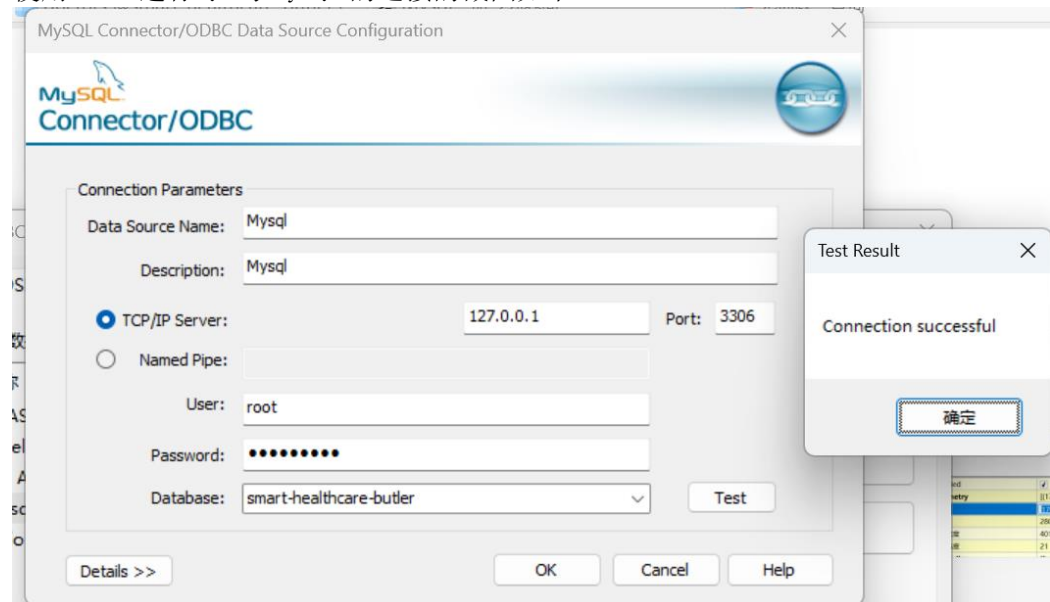 MySQL Connector/ODBC Data Source Configuration
MySQL
Connector/ODBC
Connection Parameters
Data Source Name: Mysql
Description: Mysql
TCP/IP Server: 127.0.0.1 Port: 3306
Named Pipe:
User: root
Password: •••••••••
Database: smart-healthcare-butler Test
Details >> OK Cancel Help
Test Result
Connection successful
确定